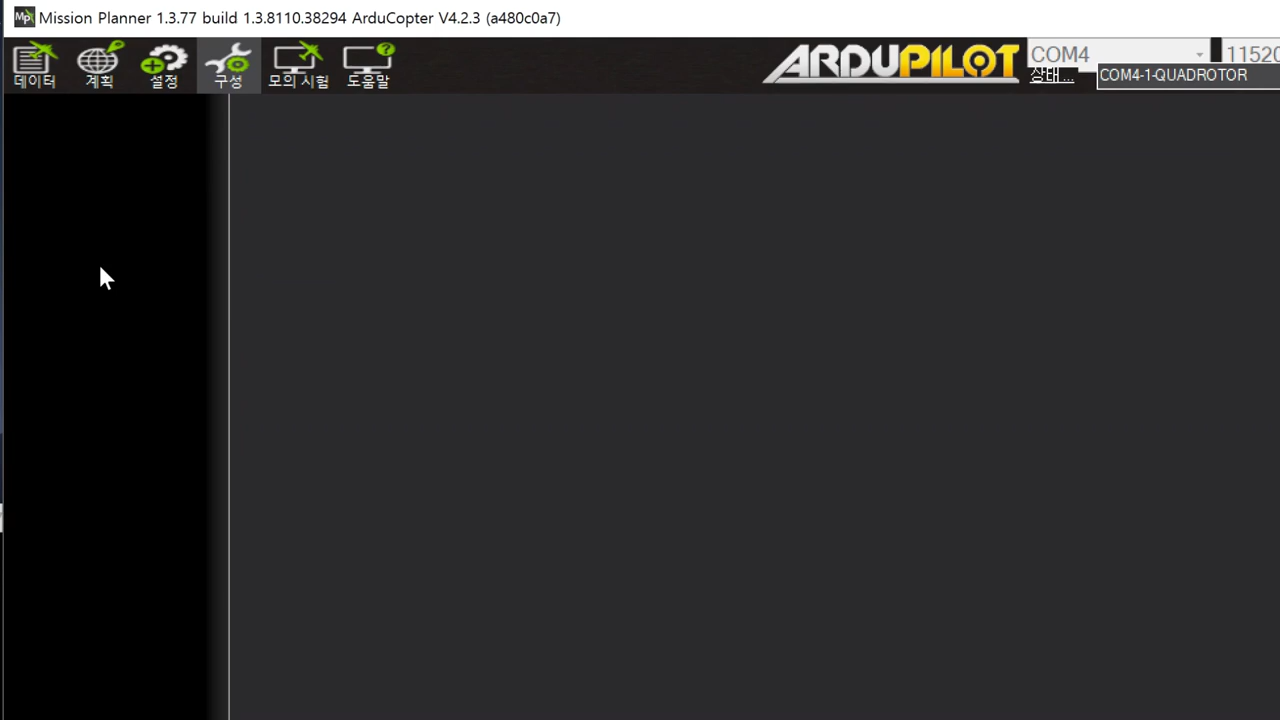 Mission Planner 1.3.77 build 1.3.8110.38294 ArduCopter V4.2.3 (a480c0a7)
데이터 계획 설정 구성 모의 시험 도움말
ARDUPILOT
COM4 11520
상태... COM4-1-QUADROTOR